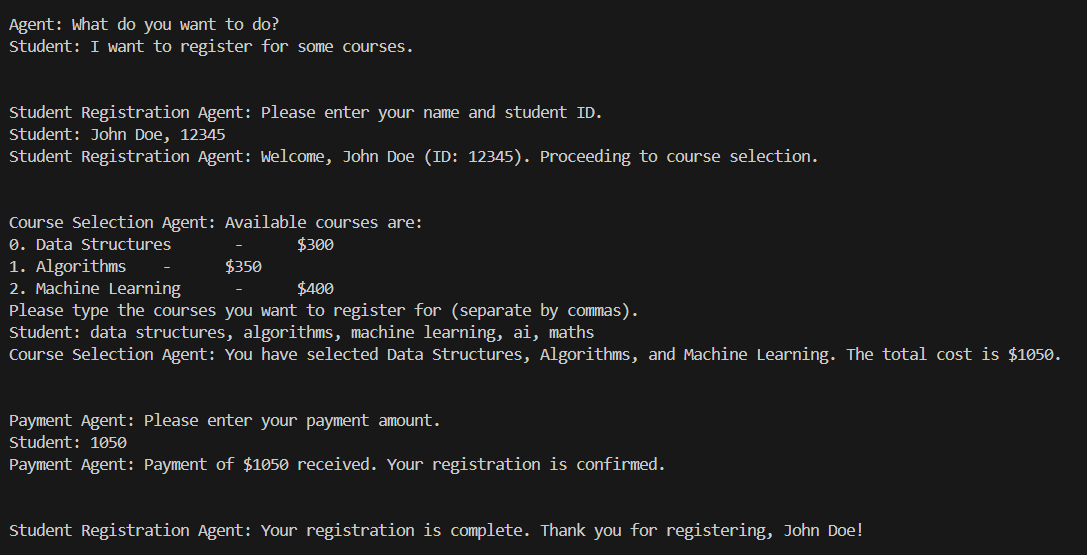 Agent: What do you want to do?
Student: I want to register for some courses.
Student Registration Agent: Please enter your name and student ID.
Student: John Doe, 12345
Student Registration Agent: Welcome, John Doe (ID: 12345). Proceeding to course selection.
Course Selection Agent: Available courses are:
0. Data Structures - $300
1. Algorithms - $350
2. Machine Learning - $400
Please type the courses you want to register for (separate by commas).
Student: data structures, algorithms, machine learning, ai, maths
Course Selection Agent: You have selected Data Structures, Algorithms, and Machine Learning. The total cost is $1050.
Payment Agent: Please enter your payment amount.
Student: 1050
Payment Agent: Payment of $1050 received. Your registration is confirmed.
Student Registration Agent: Your registration is complete. Thank you for registering, John Doe!